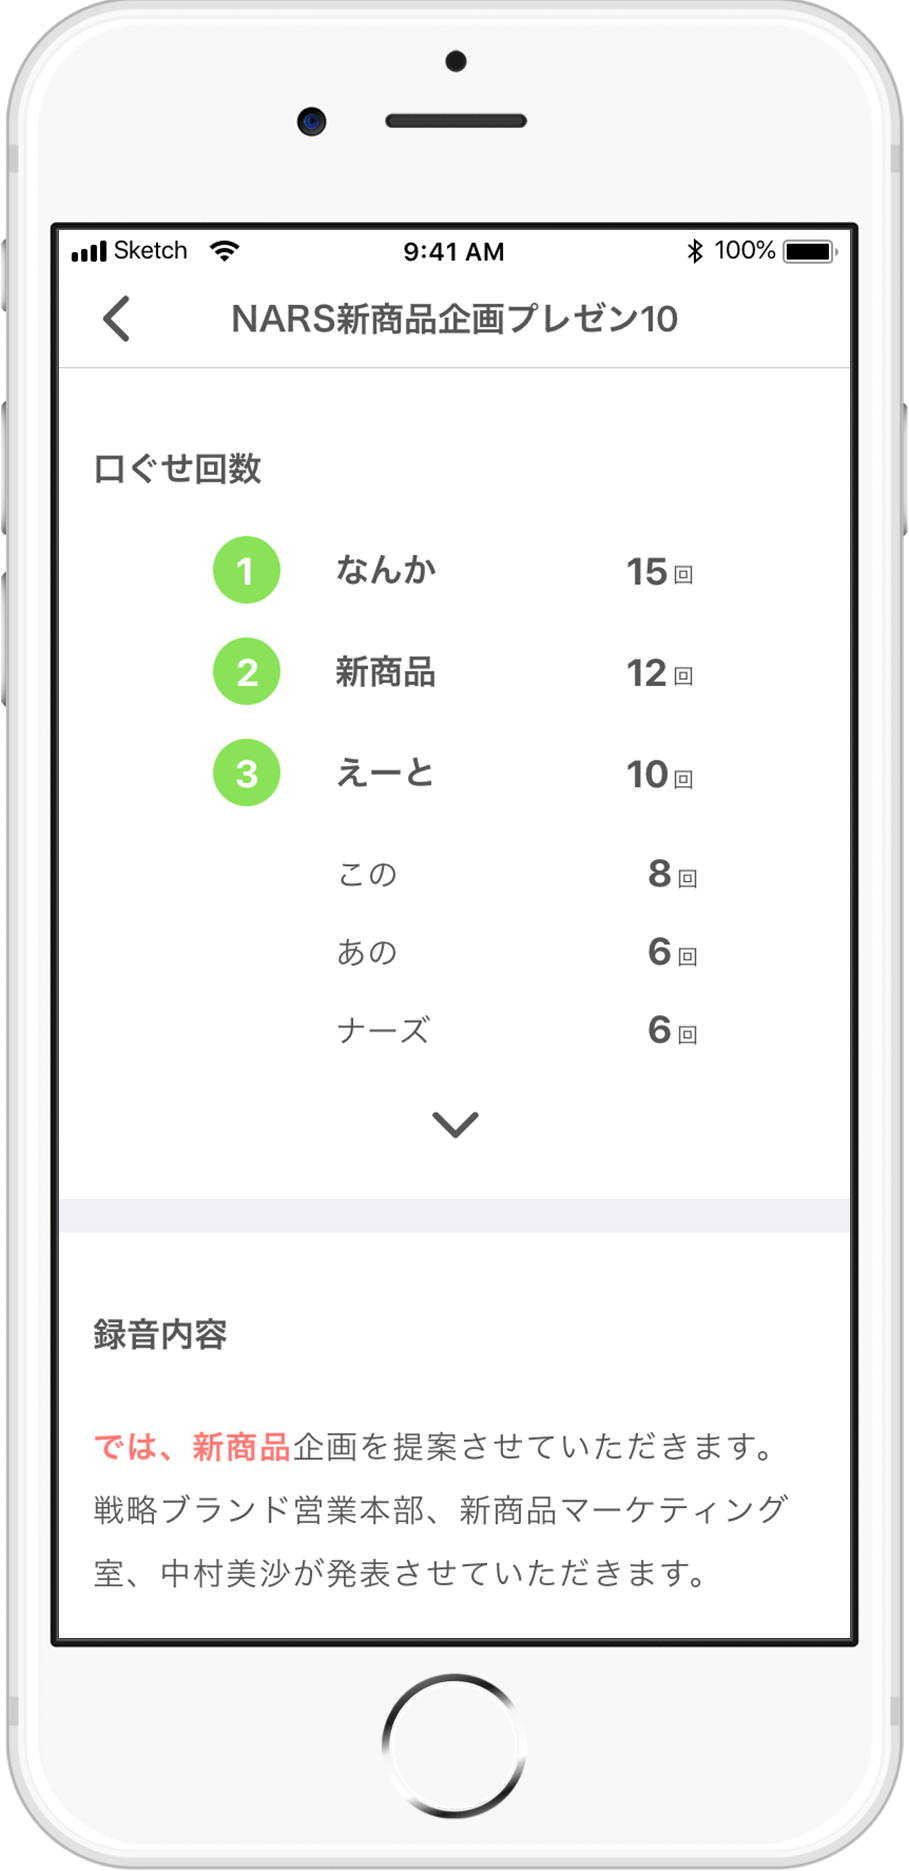 Sketch 9:41 AM 100%
NARS新商品企画プレゼン10
口ぐせ回数
1 なんか 15回
2 新商品 12回
3 えーと 10回
この 8回
あの 6回
ナーズ 6回
録音内容
では、新商品企画を提案させていただきます。
戦略ブランド営業本部、新商品マーケティング
室、中村美沙が発表させていただきます。